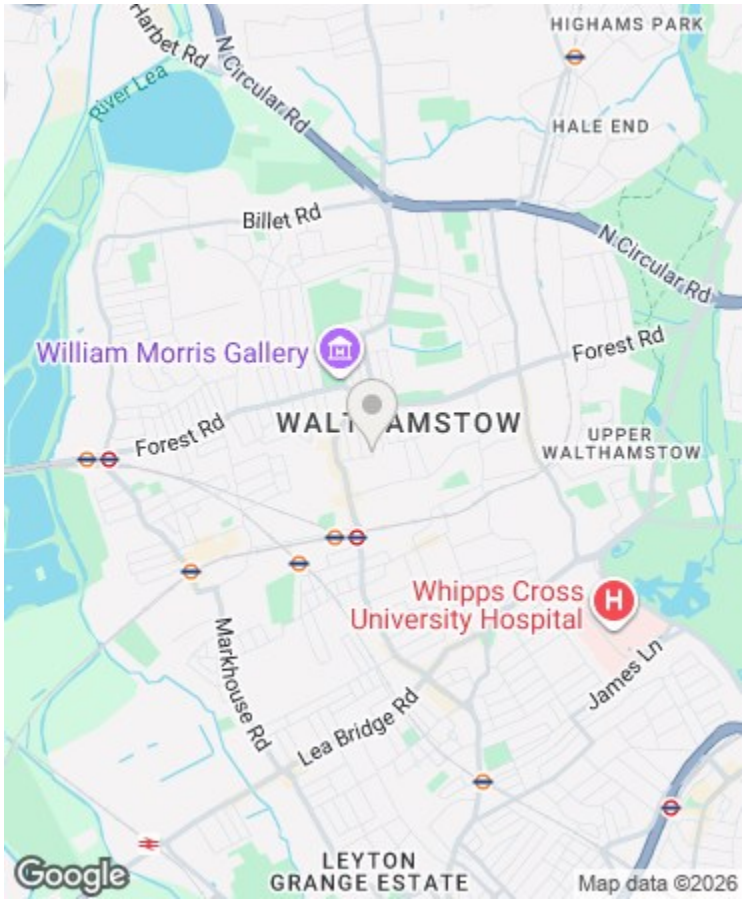 HIGHAMS PARK
Harbet Rd
N Circular Rd
River Lea
HALE END
Billet Rd
N Circular Rd
William Morris Gallery
Forest Rd
WALTHAMSTOW
Forest Rd
UPPER
WALTHAMSTOW
Whipps Cross
University Hospital
H
Markhouse Rd
James Ln
Lea Bridge Rd
LEYTON
GRANGE ESTATE
Google
Map data ©2026